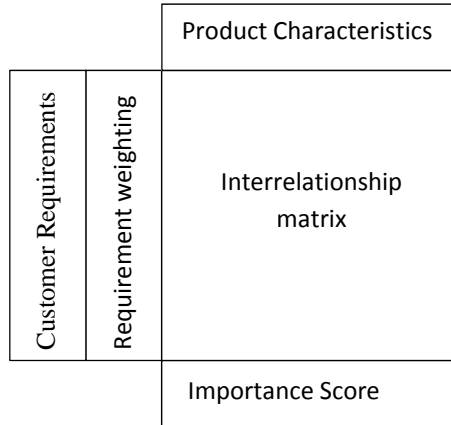 Product Characteristics
Customer Requirements
Requirement weighting
Interrelationship
matrix
Importance Score